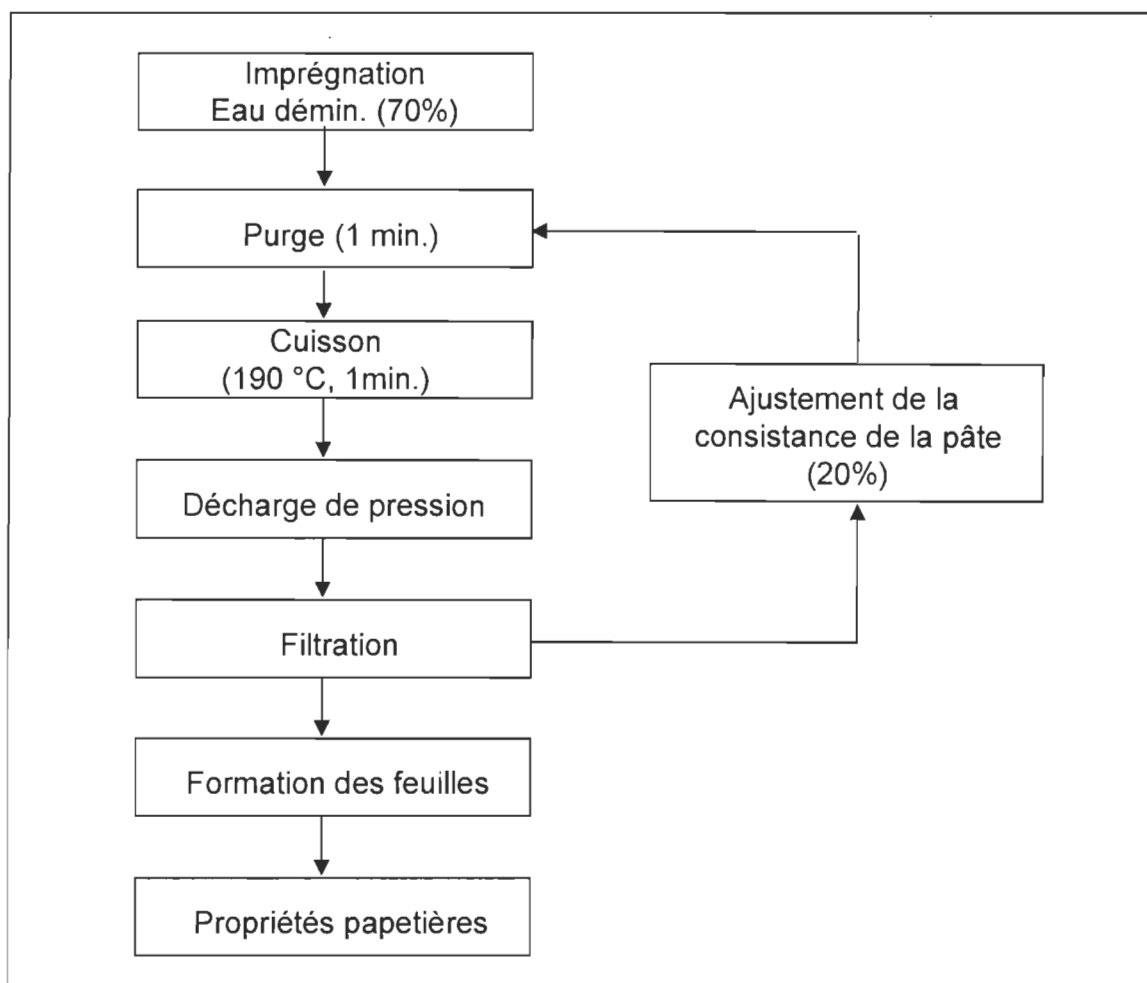 Imprégnation
Eau démin. (70%)
Purge (1 min.)
Cuisson
(190 °C, 1min.)
Décharge de pression
Filtration
Formation des feuilles
Propriétés papetières
Ajustement de la
consistance de la pâte
(20%)